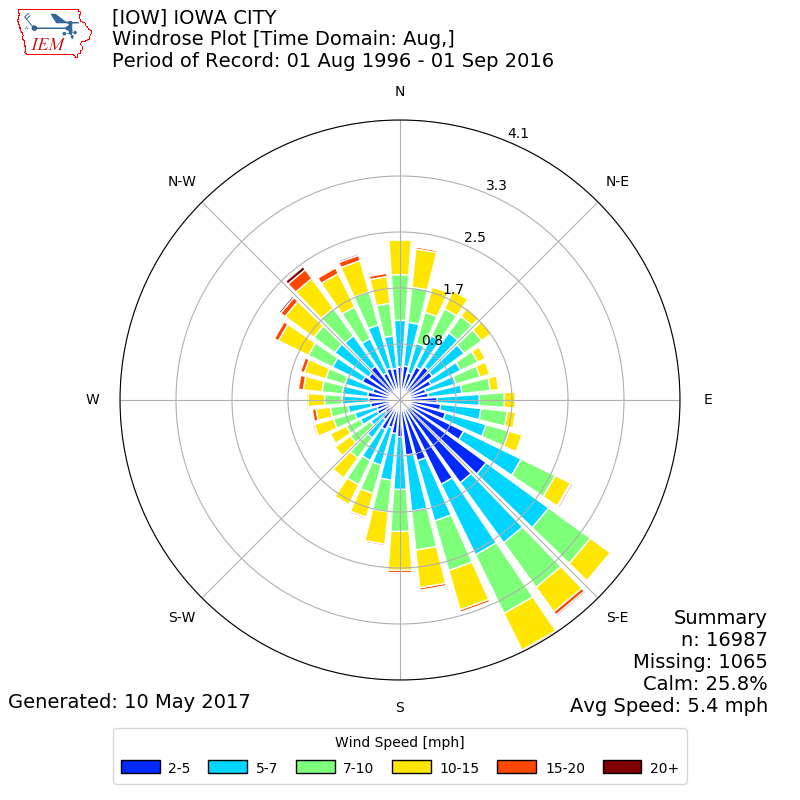 IEM
[IOW] IOWA CITY
Windrose Plot [Time Domain: Aug,]
Period of Record: 01 Aug 1996 - 01 Sep 2016
N
4.1
N-W
N-E
3.3
2.5
1.7
0.8
W
E
S-W
S-E
S
Summary
n: 16987
Missing: 1065
Calm: 25.8%
Avg Speed: 5.4 mph
Generated: 10 May 2017
Wind Speed [mph]
2-5 5-7 7-10 10-15 15-20 20+